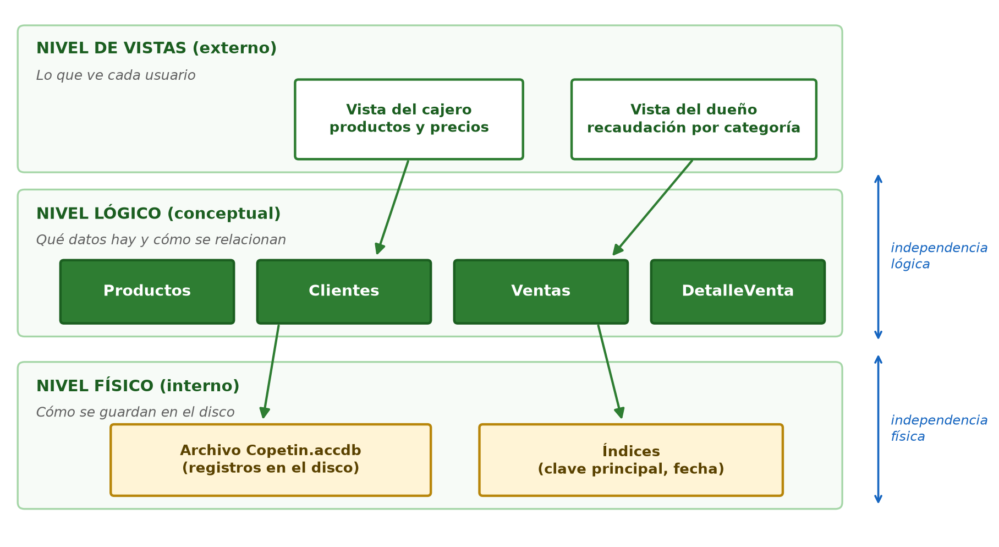 NIVEL DE VISTAS (externo)
Lo que ve cada usuario
Vista del cajero
productos y precios
Vista del dueño
recaudación por categoría
NIVEL LÓGICO (conceptual)
Qué datos hay y cómo se relacionan
Productos
Clientes
Ventas
DetalleVenta
independencia
lógica
NIVEL FÍSICO (interno)
Cómo se guardan en el disco
Archivo Copetin.accdb
(registros en el disco)
Índices
(clave principal, fecha)
independencia
física